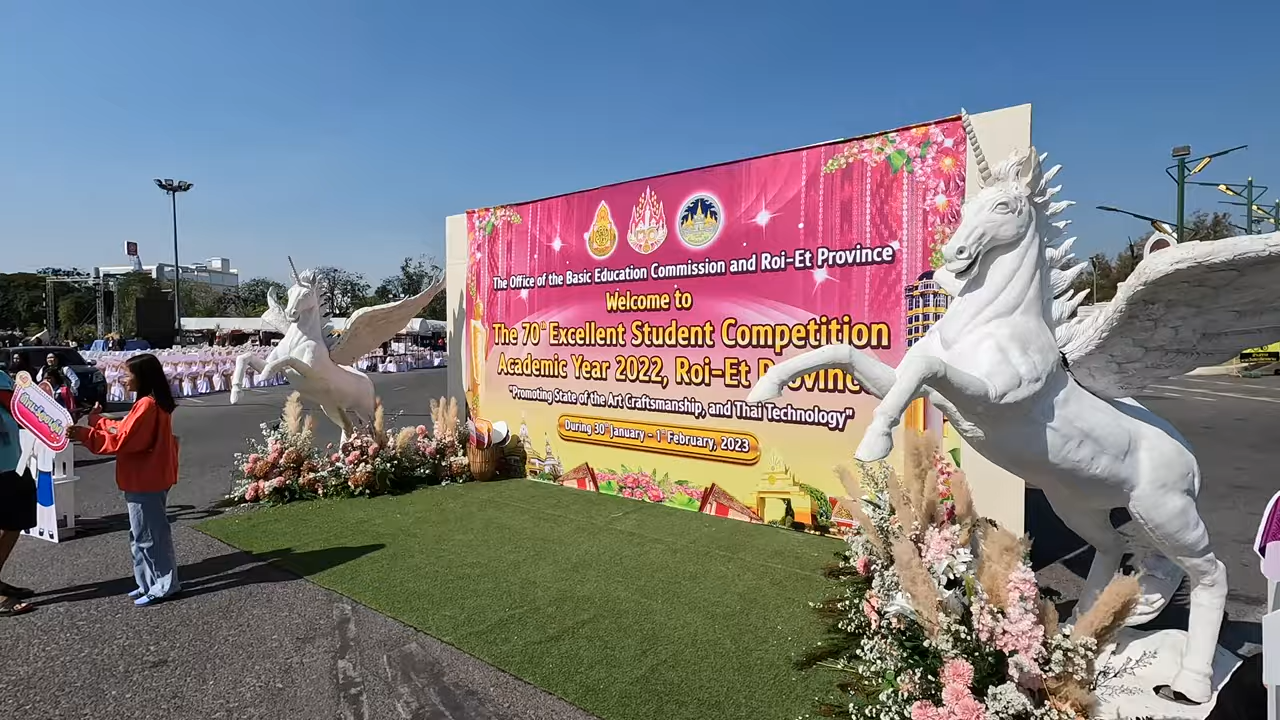 The Office of the Basic Education Commission and Roi-Et Province
Welcome to
The 70th Excellent Student Competition
Academic Year 2022, Roi-Et Province
"Promoting State of the Art Craftsmanship, and Thai Technology"
During 30th January - 1st February, 2023